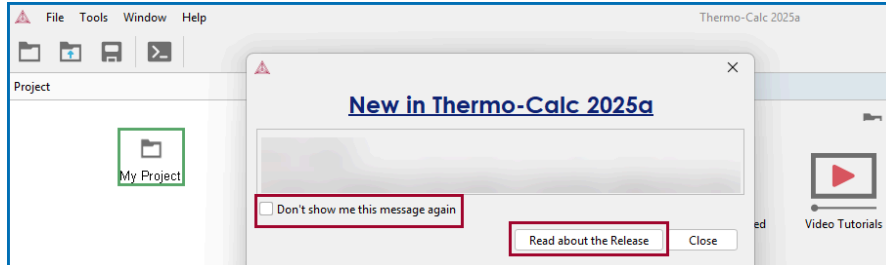 File Tools Window Help
Thermo-Calc 2025a
Project
New in Thermo-Calc 2025a
My Project
Don't show me this message again
ed
Video Tutorials
Read about the Release
Close